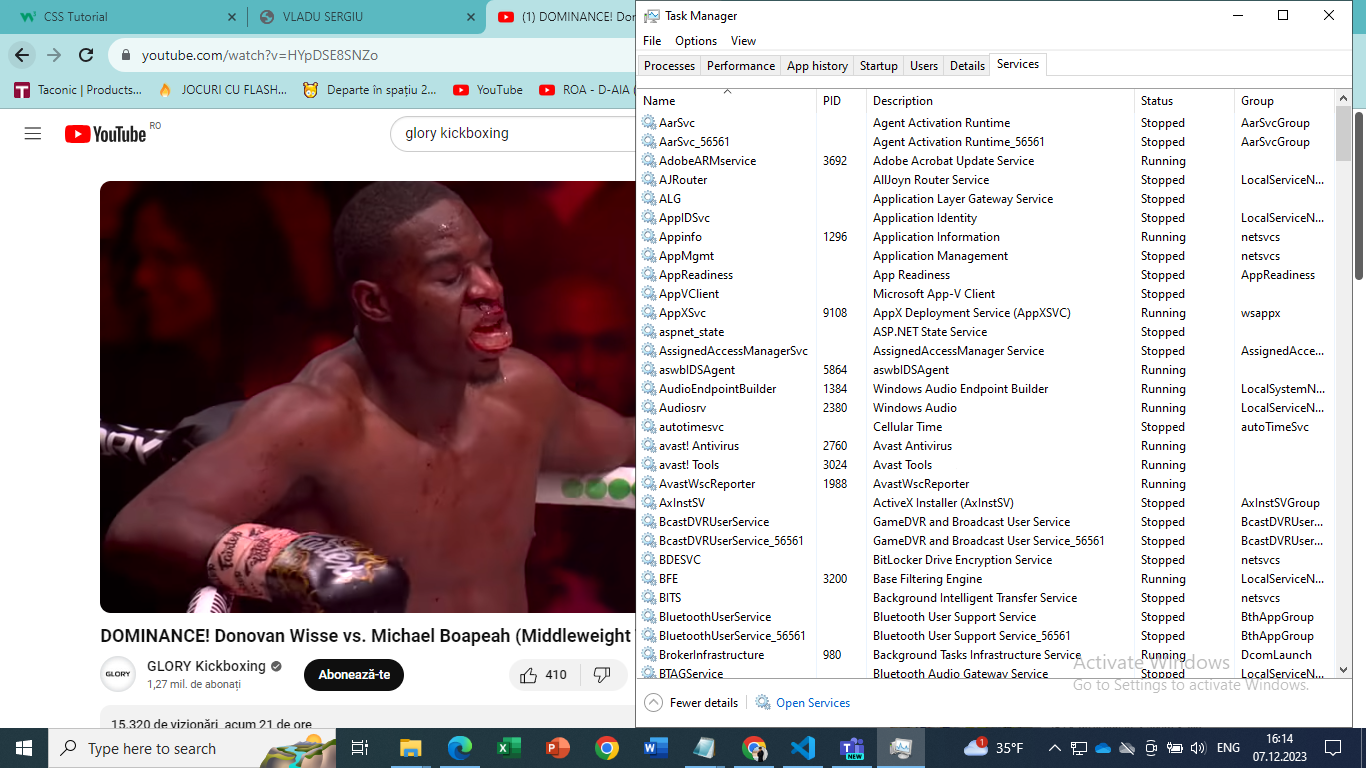 CSS Tutorial
VLADU SERGIU
(1) DOMINANCE! Don
youtube.com/watch?v=HYpDSE8SNZo
Taconic | Products...
JOCURI CU FLASH...
Departe în spațiu 2...
YouTube
ROA - D-AIA (
YouTube RO
glory kickboxing
DOMINANCE! Donovan Wisse vs. Michael Boapeah (Middleweight
GLORY
GLORY Kickboxing
1,27 mil. de abonați
Abonează-te
410
15.320 de vizionări acum 21 de ore
Task Manager
File Options View
Processes Performance App history Startup Users Details Services
Name PID Description Status Group
AarSvc Agent Activation Runtime Stopped AarSvcGroup
AarSvc_56561 Agent Activation Runtime_56561 Stopped AarSvcGroup
AdobeARMservice 3692 Adobe Acrobat Update Service Running
AJRouter AllJoyn Router Service Stopped LocalServiceN...
ALG Application Layer Gateway Service Stopped
AppIDSvc Application Identity Stopped LocalServiceN...
Appinfo 1296 Application Information Running netsvcs
AppMgmt Application Management Stopped netsvcs
AppReadiness App Readiness Stopped AppReadiness
AppVClient Microsoft App-V Client Stopped
AppXSvc 9108 AppX Deployment Service (AppXSVC) Running wsappx
aspnet_state ASP.NET State Service Stopped
AssignedAccessManagerSvc AssignedAccessManager Service Stopped AssignedAcce...
aswbIDSAgent 5864 aswbIDSAgent Running
AudioEndpointBuilder 1384 Windows Audio Endpoint Builder Running LocalSystemN...
Audiosrv 2380 Windows Audio Running LocalServiceN...
autotimesvc Cellular Time Stopped autoTimeSvc
avast! Antivirus 2760 Avast Antivirus Running
avast! Tools 3024 Avast Tools Running
AvastWscReporter 1988 AvastWscReporter Running
AxInstSV ActiveX Installer (AxInstSV) Stopped AxInstSVGroup
BcastDVRUserService GameDVR and Broadcast User Service Stopped BcastDVRUser...
BcastDVRUserService_56561 GameDVR and Broadcast User Service_56561 Stopped BcastDVRUser...
BDESVC BitLocker Drive Encryption Service Stopped netsvcs
BFE 3200 Base Filtering Engine Running LocalServiceN...
BITS Background Intelligent Transfer Service Stopped netsvcs
BluetoothUserService Bluetooth User Support Service Stopped BthAppGroup
BluetoothUserService_56561 Bluetooth User Support Service_56561 Stopped BthAppGroup
BrokerInfrastructure 980 Background Tasks Infrastructure Service Running DcomLaunch
BTAGService Bluetooth Audio Gateway Service Stopped LocalServiceN...
Activate Windows
Go to Settings to activate Windows.
Fewer details Open Services
Type here to search
NEW
1 35°F
ENG
16:14
07.12.2023